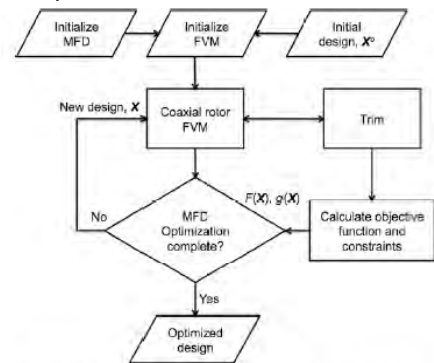 Initialize
MFD
Initialize
FVM
Initial
design, X⁰
New design, X
Coaxial rotor
FVM
Trim
F(X), g(X)
No
MFD
Optimization
complete?
Calculate objective
function and
constraints
Yes
Optimized
design